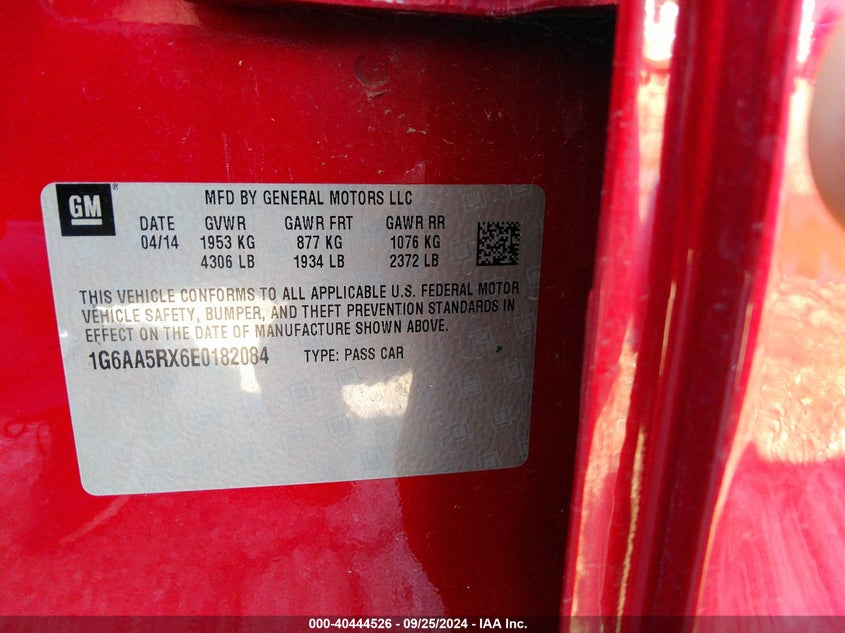 GM ®
MFD BY GENERAL MOTORS LLC
DATE GVWR GAWR FRT GAWR RR
04/14 1953 KG 877 KG 1076 KG
4306 LB 1934 LB 2372 LB
THIS VEHICLE CONFORMS TO ALL APPLICABLE U.S. FEDERAL MOTOR
VEHICLE SAFETY, BUMPER, AND THEFT PREVENTION STANDARDS IN
EFFECT ON THE DATE OF MANUFACTURE SHOWN ABOVE.
1G6AA5RX6E0182084 TYPE: PASS CAR
000-40444526 - 09/25/2024 - IAA Inc.